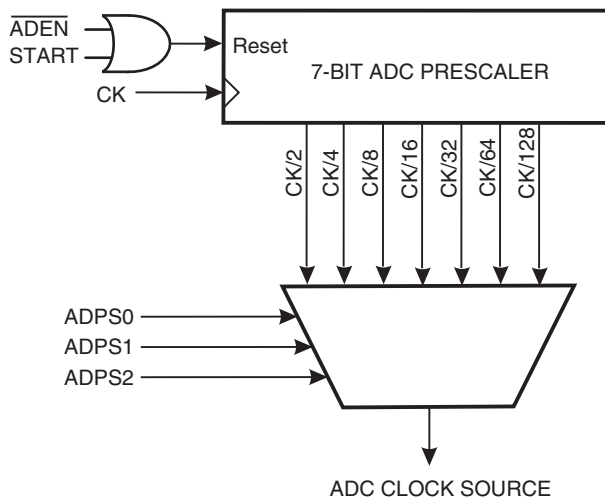 ADEN
START
Reset
7-BIT ADC PRESCALER
CK
CK/2
CK/4
CK/8
CK/16
CK/32
CK/64
CK/128
ADPS0
ADPS1
ADPS2
ADC CLOCK SOURCE